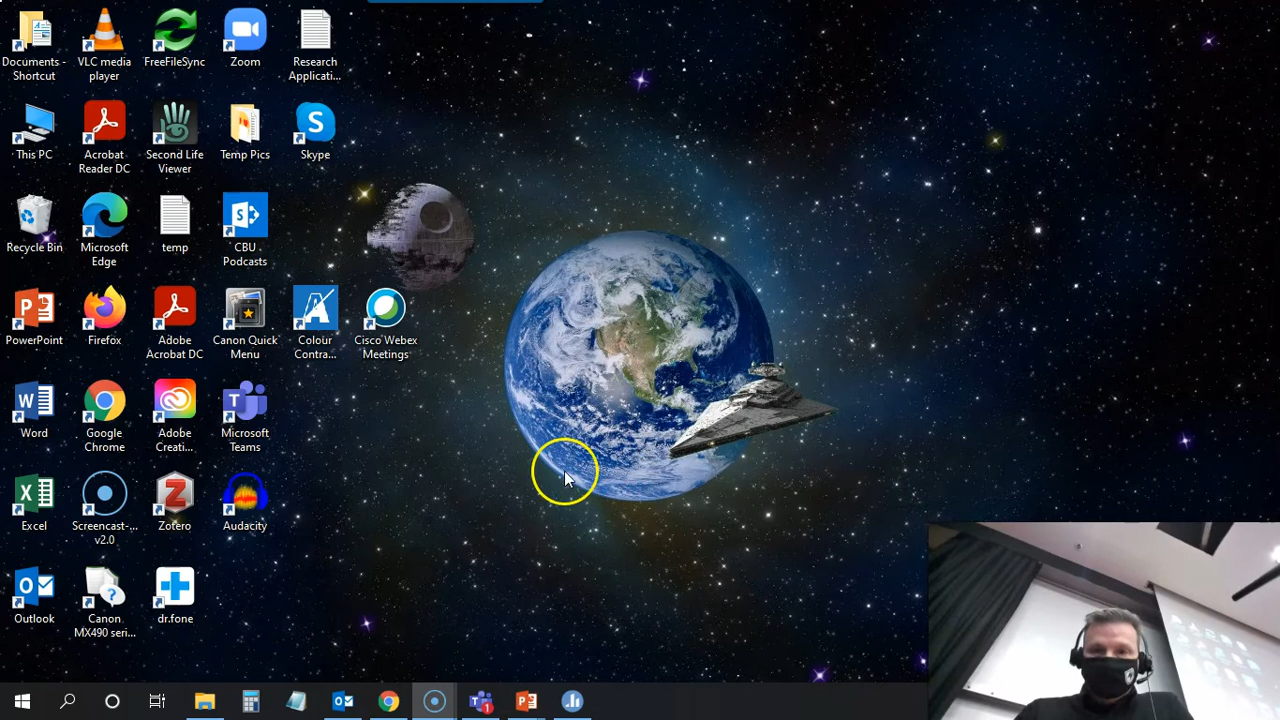 Documents -
Shortcut
VLC media
player
FreeFileSync
Zoom
Research
Applicati...
This PC
Acrobat
Reader DC
Second Life
Viewer
Temp Pics
Skype
Recycle Bin
Microsoft
Edge
temp
CBU
Podcasts
PowerPoint
Firefox
Adobe
Acrobat DC
Canon Quick
Menu
Colour
Contra...
Cisco Webex
Meetings
Word
Google
Chrome
Adobe
Creati...
Microsoft
Teams
Excel
Screencast-...
v2.0
Zotero
Audacity
Outlook
Canon
MX490 seri...
dr.fone
1